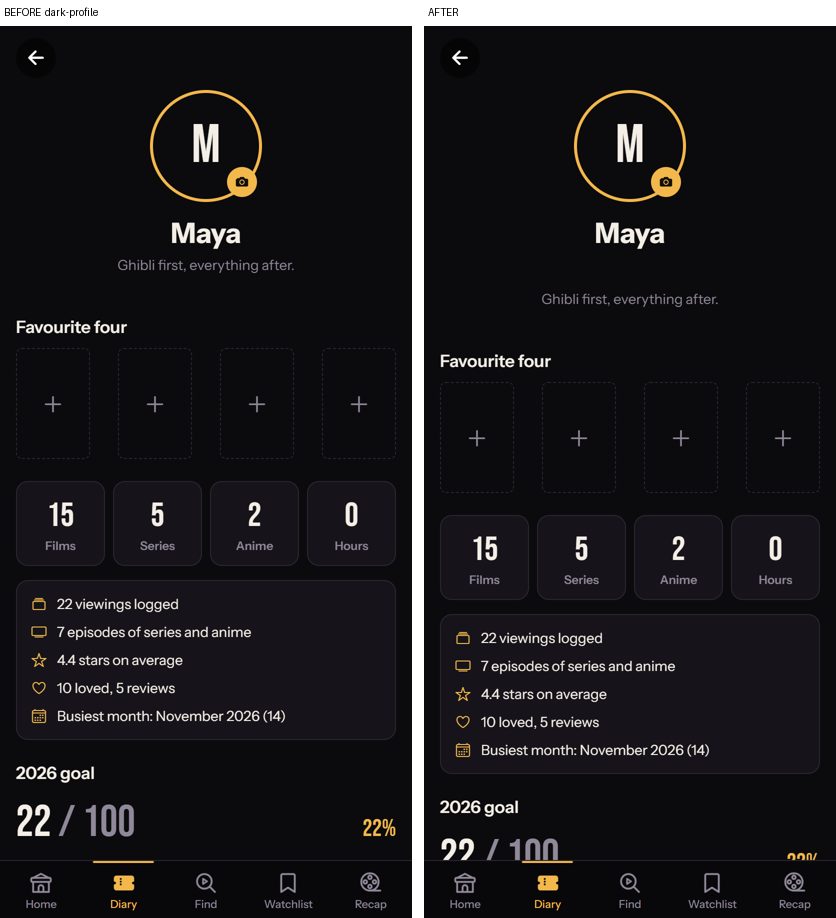 BEFORE dark-profile
M
Maya
Ghibli first, everything after.
Favourite four
15 5 2 0
Films Series Anime Hours
22 viewings logged
7 episodes of series and anime
4.4 stars on average
10 loved, 5 reviews
Busiest month: November 2026 (14)
2026 goal
22 / 100 22%
Home Diary Find Watchlist Recap
AFTER
M
Maya
Ghibli first, everything after.
Favourite four
15 5 2 0
Films Series Anime Hours
22 viewings logged
7 episodes of series and anime
4.4 stars on average
10 loved, 5 reviews
Busiest month: November 2026 (14)
2026 goal
22 / 100 22%
Home Diary Find Watchlist Recap